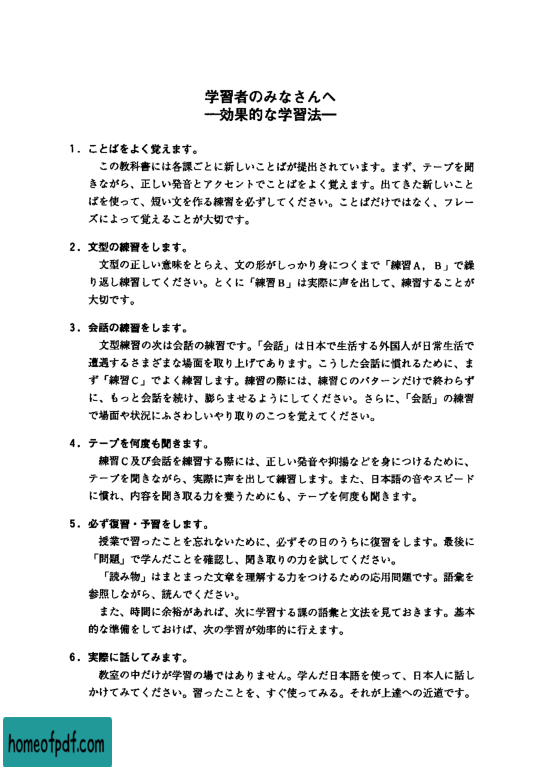 学習者のみなさんへ
―効果的な学習法―
1．ことばをよく覚えます。
この教科書には各課ごとに新しいことばが提出されています。まず、テープを聞
きながら、正しい発音とアクセントでことばをよく覚えます。出てきた新しいこと
ばを使って、短い文を作る練習を必ずしてください。ことばだけではなく、フレー
ズによって覚えることが大切です。
2．文型の練習をします。
文型の正しい意味をとらえ、文の形がしっかり身につくまで「練習A，B」で繰
り返し練習してください。とくに「練習B」は実際に声を出して、練習することが
大切です。
3．会話の練習をします。
文型練習の次は会話の練習です。「会話」は日本で生活する外国人が日常生活で
遭遇するさまざまな場面を取り上げてあります。こうした会話に慣れるために、ま
ず「練習C」でよく練習します。練習の際には、練習Cのパターンだけで終わらず
に、もっと会話を続け、膨らませるようにしてください。さらに、「会話」の練習
で場面や状況にふさわしいやり取りのこつを覚えてください。
4．テープを何度も聞きます。
練習C及び会話を練習する際には、正しい発音や抑揚などを身につけるために、
テープを聞きながら、実際に声を出して練習します。また、日本語の音やスピード
に慣れ、内容を聞き取る力を養うためにも、テープを何度も聞きます。
5．必ず復習・予習をします。
授業で習ったことを忘れないために、必ずその日のうちに復習をします。最後に
「問題」で学んだことを確認し、聞き取りの力を試してください。
「読み物」はまとまった文章を理解する力をつけるための応用問題です。語彙を
参照しながら、読んでください。
また、時間に余裕があれば、次に学習する課の語彙と文法を見ておきます。基本
的な準備をしておけば、次の学習が効率的に行えます。
6．実際に話してみます。
教室の中だけが学習の場ではありません。学んだ日本語を使って、日本人に話し
かけてみてください。習ったことを、すぐ使ってみる。それが上達への近道です。
homeofpdf.com